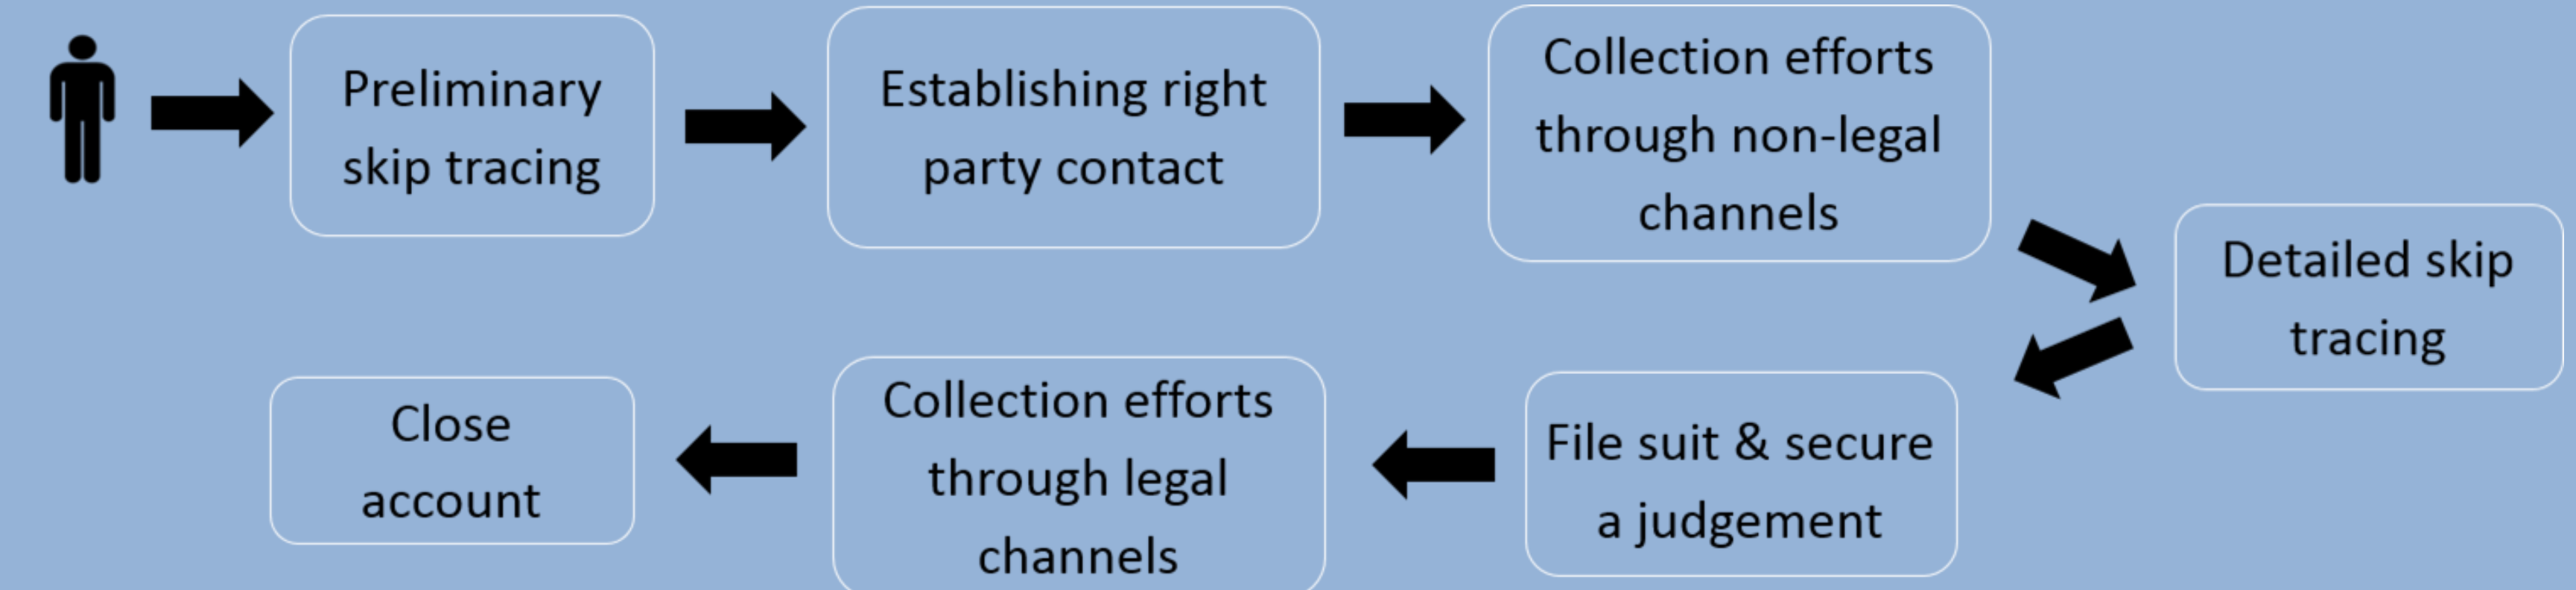 Preliminary
skip tracing
Establishing right
party contact
Collection efforts
through non-legal
channels
Detailed skip
tracing
File suit & secure
a judgement
Collection efforts
through legal
channels
Close
account